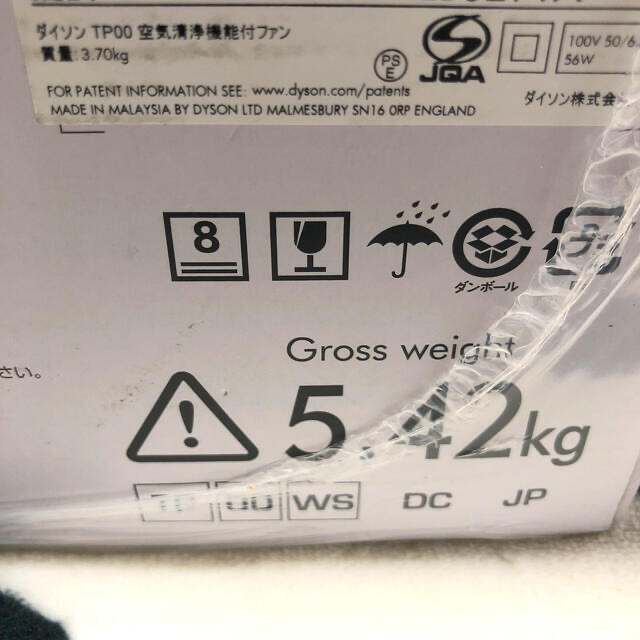 ダイソン TP00 空気清浄機能付ファン
質量:3.70kg
PS E
JQA
100V 50/6
56W
FOR PATENT INFORMATION SEE: www.dyson.com/patents
MADE IN MALAYSIA BY DYSON LTD MALMESBURY SN16 0RP ENGLAND
ダイソン株式会
8
ダンボール
Gross weight
さい。
5.42kg
TP 00 WS DC JP